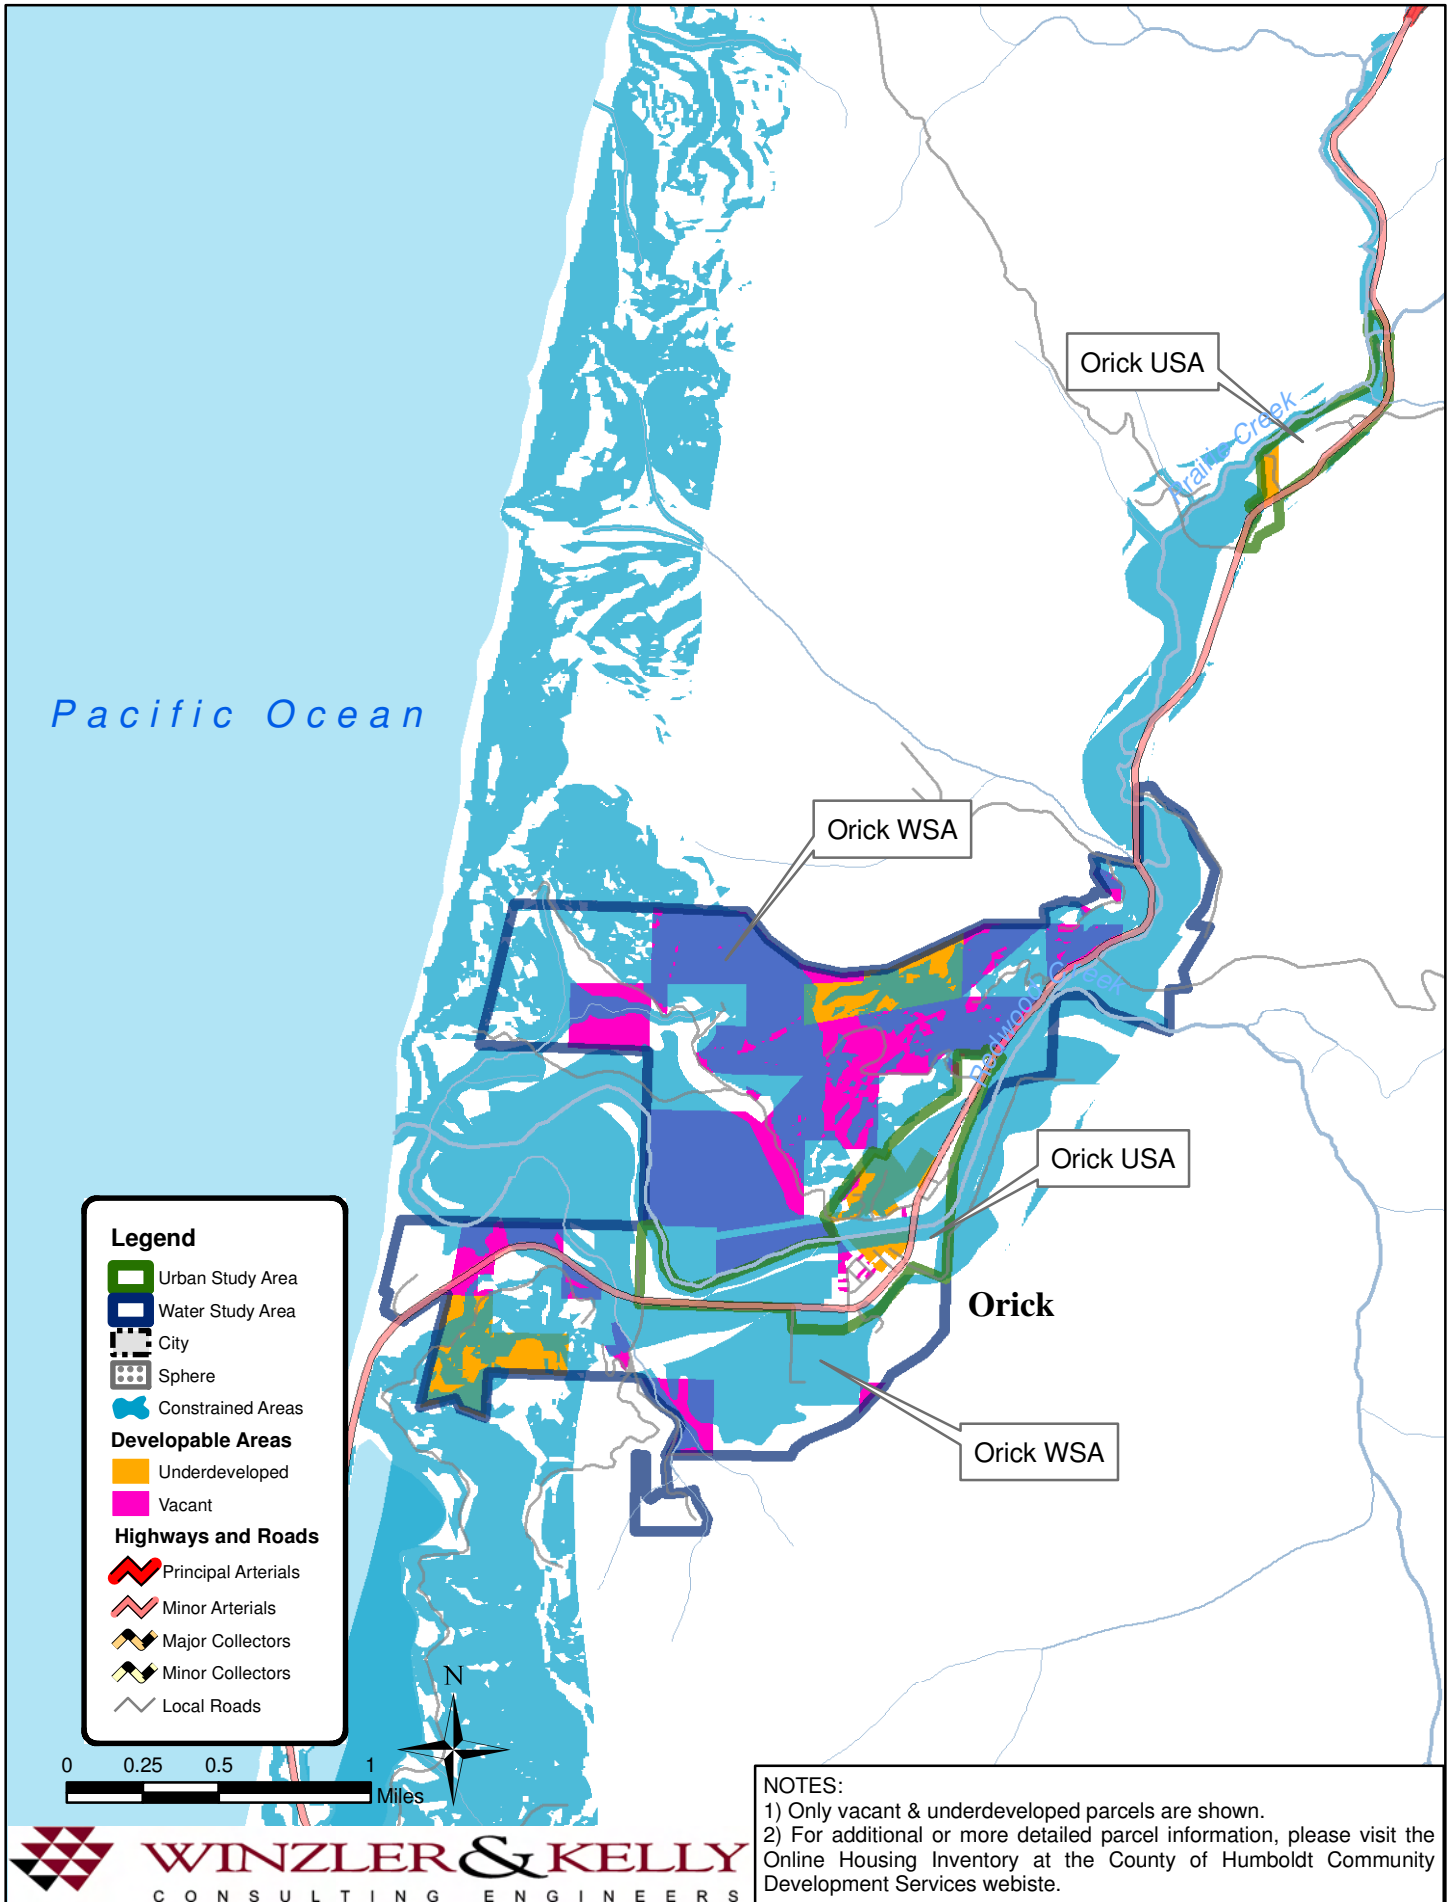 Orick USA
Prairie Creek
Pacific Ocean
Orick WSA
Redwood Creek
Orick USA
Orick
Orick WSA
Legend
Urban Study Area
Water Study Area
City
Sphere
Constrained Areas
Developable Areas
Underdeveloped
Vacant
Highways and Roads
Principal Arterials
Minor Arterials
Major Collectors
Minor Collectors
Local Roads
N
0 0.25 0.5 1
Miles
NOTES:
1) Only vacant & underdeveloped parcels are shown.
2) For additional or more detailed parcel information, please visit the
Online Housing Inventory at the County of Humboldt Community
Development Services webiste.
WINZLER & KELLY
CONSULTING ENGINEERS